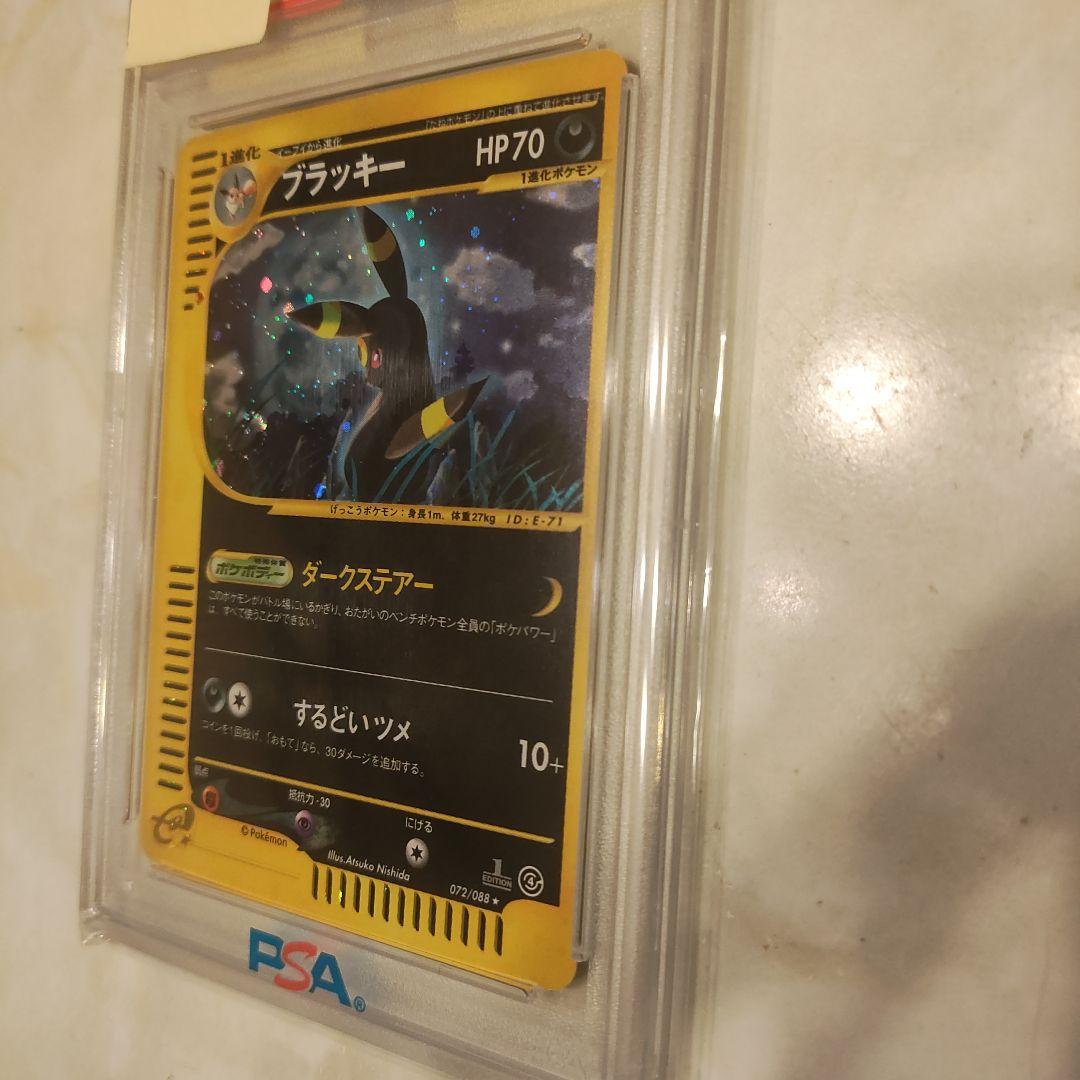 「たねポケモン」の上に重ねて進化させます。
1進化 イーブイから進化
ブラッキー HP70
1進化ポケモン
げっこうポケモン：身長1m、体重27kg ID:E-71
特殊体質
ポケボディー ダークステアー
このポケモンがバトル場にいるかぎり、おたがいのベンチポケモン全員の「ポケパワー」
は、すべて使うことができない。
するどいツメ 10+
コインを1回投げ、「おもて」なら、30ダメージを追加する。
弱点 抵抗力-30 にげる
©Pokémon
Illus.Atsuko Nishida
1 EDITION 4
072/088★
PSA®